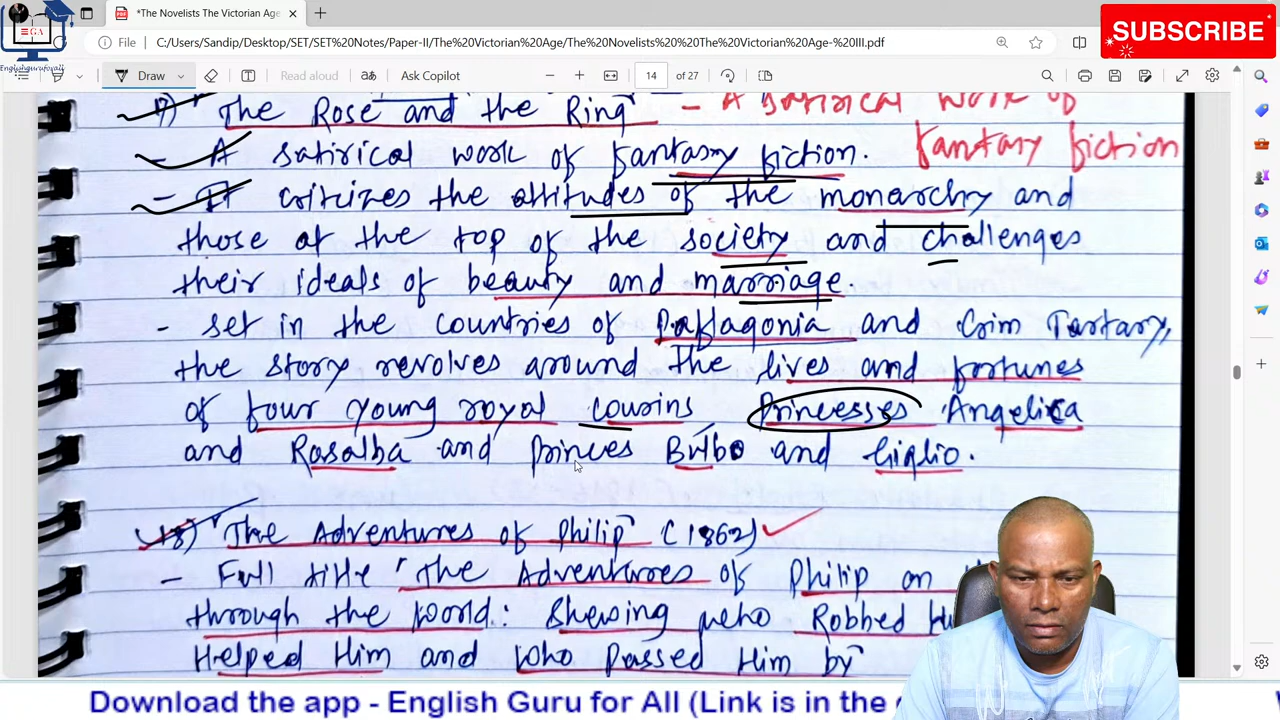 *The Novelists The Victorian Age
SUBSCRIBE
EGA
Englishguruforall
File C:/Users/Sandip/Desktop/SET/SET%20Notes/Paper-II/The%20Victorian%20Age/The%20Novelists%20%20The%20Victorian%20Age-%20III.pdf
Draw Read aloud Ask Copilot 14 of 27
17) "The Rose and the Ring" - A satirical work of
fantasy fiction
- A satirical work of fantasy fiction.
- It critizes the attitudes of the monarchy and
those at the top of the society and challenges
their ideals of beauty and marriage.
- set in the countries of Paflagonia and Crim Tartary,
the story revolves around the lives and fortunes
of four young royal cousins Princesses Angelica
and Rosalba and princes Bulbo and Giglio.
18) "The Adventures of Philip" (1862)
- Full title "The Adventures of Philip on
through the World: Shewing who Robbed
Helped Him and Who Passed Him by"
Download the app - English Guru for All (Link is in the